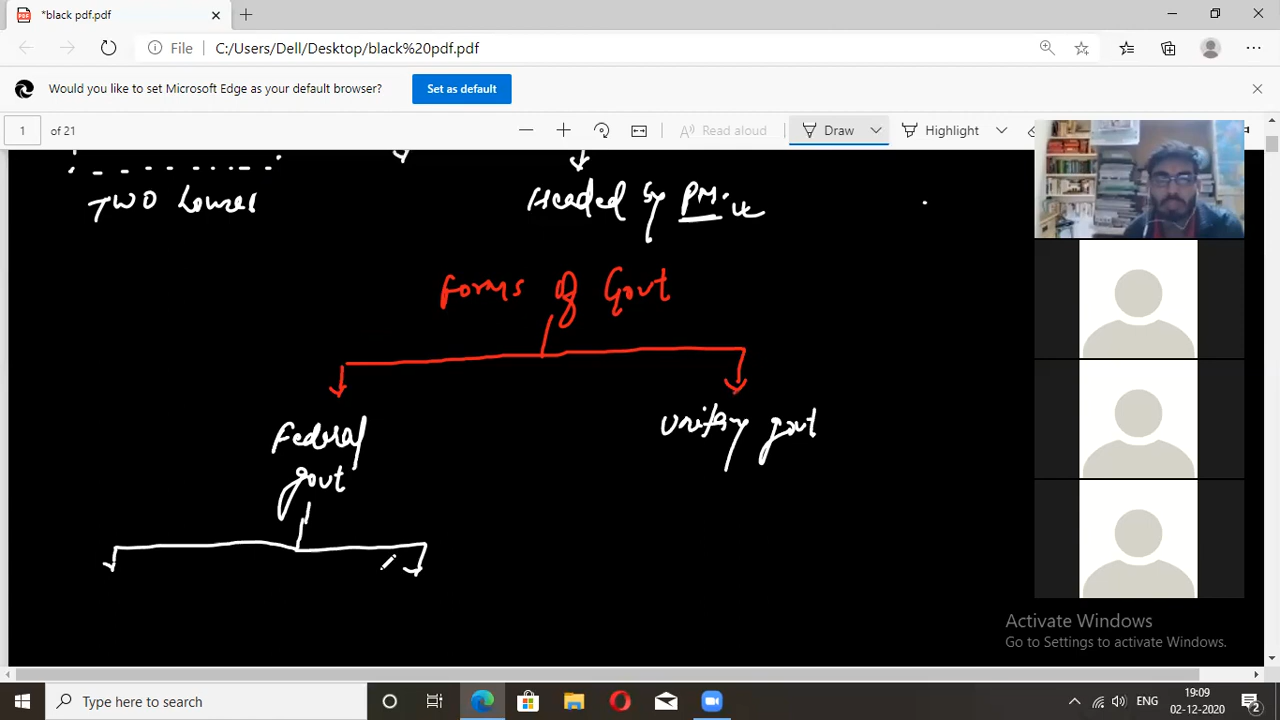 *black pdf.pdf
File C:/Users/Dell/Desktop/black%20pdf.pdf
Would you like to set Microsoft Edge as your default browser? Set as default
1 of 21 Read aloud Draw Highlight
TWO
Headed by PM.
Forms of Govt
Federal
govt
Unitary govt
Activate Windows
Go to Settings to activate Windows.
Type here to search
ENG
19:09
02-12-2020
2